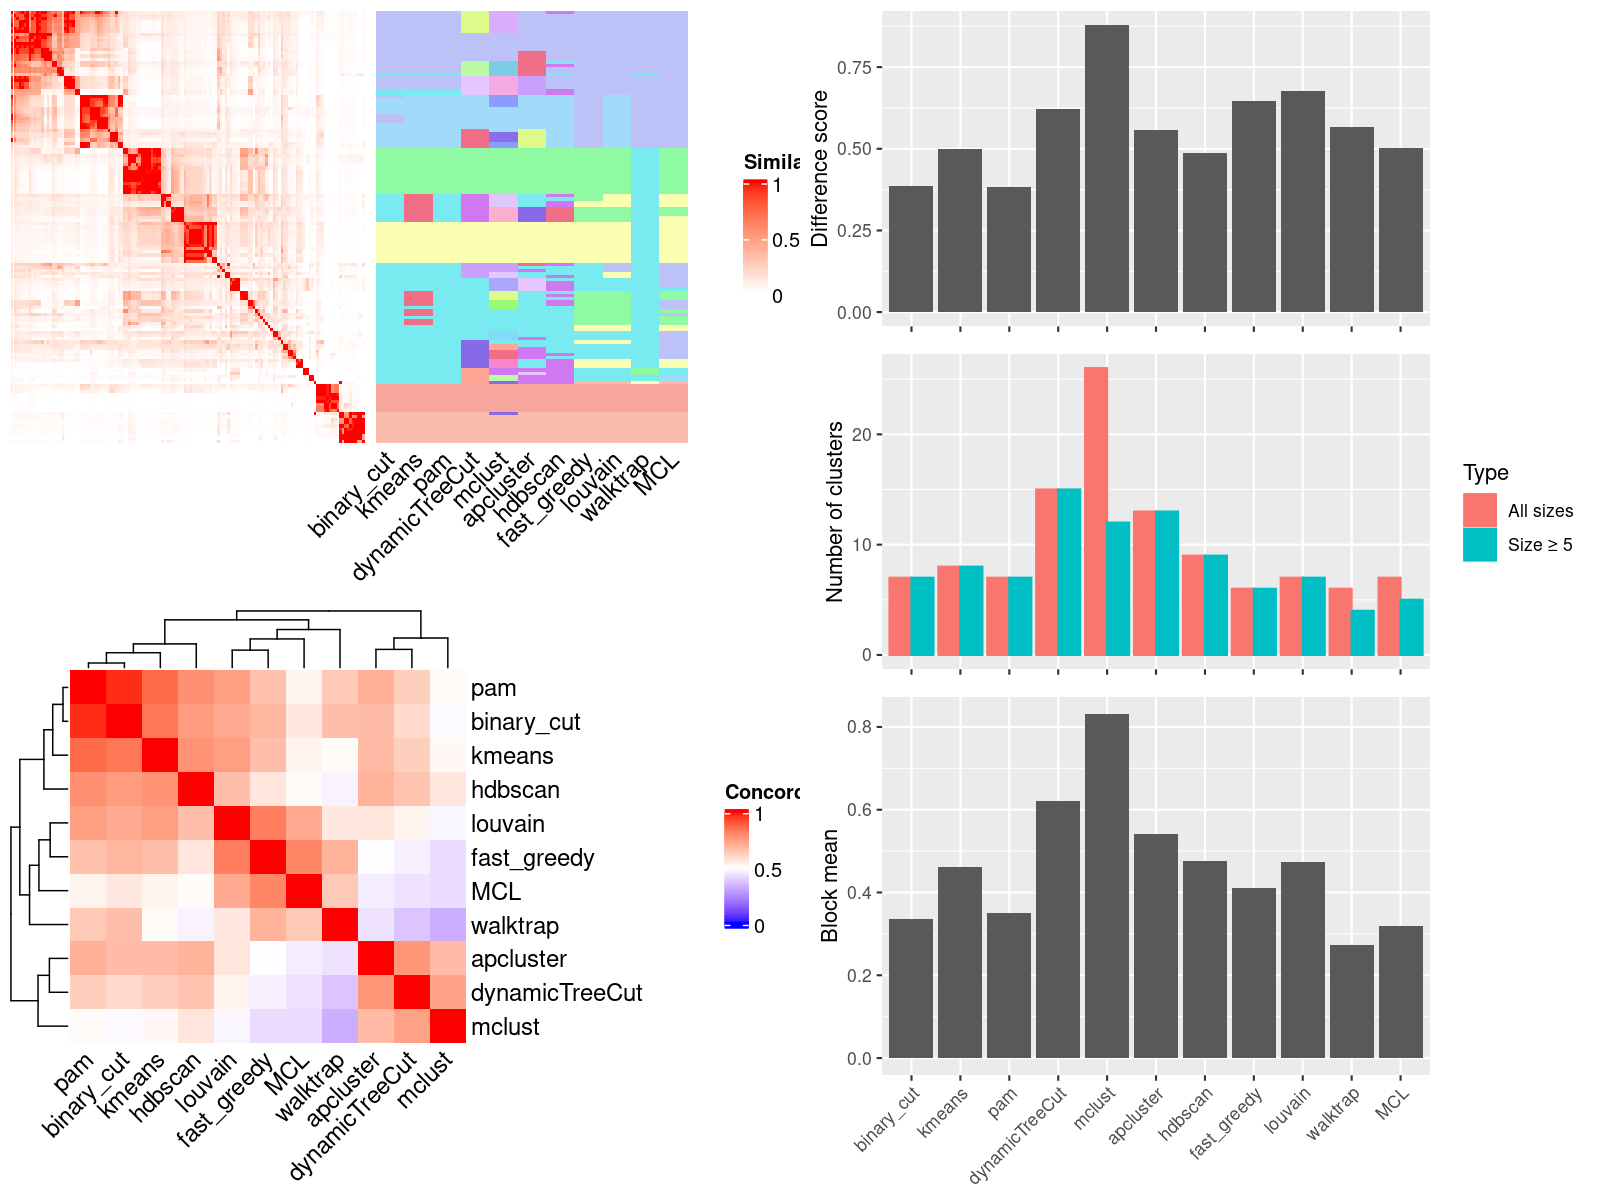 Simila
1
0.5
0
binary_cut
kmeans
pam
dynamicTreeCut
mclust
apcluster
hdbscan
fast_greedy
louvain
walktrap
MCL
pam
binary_cut
kmeans
hdbscan
louvain
fast_greedy
MCL
walktrap
apcluster
dynamicTreeCut
mclust
pam
binary_cut
kmeans
hdbscan
louvain
fast_greedy
MCL
walktrap
apcluster
dynamicTreeCut
mclust
Concord
1
0.5
0
Difference score
0.75
0.50
0.25
0.00
Number of clusters
20
10
0
Type
All sizes
Size ≥ 5
Block mean
0.8
0.6
0.4
0.2
0.0
binary_cut
kmeans
pam
dynamicTreeCut
mclust
apcluster
hdbscan
fast_greedy
louvain
walktrap
MCL